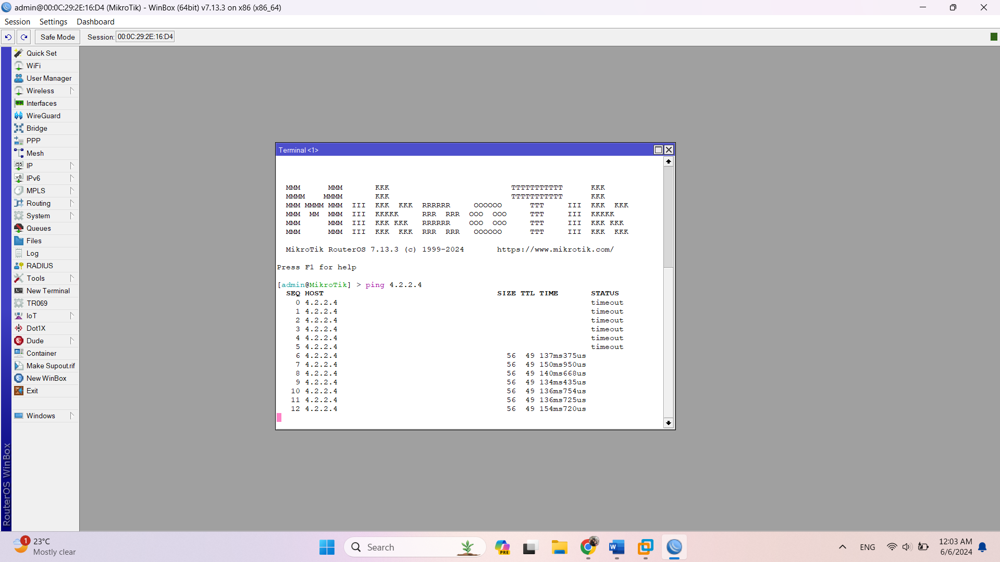 admin@00:0C:29:2E:16:D4 (MikroTik) - WinBox (64bit) v7.13.3 on x86 (x86_64)
Session Settings Dashboard
Safe Mode Session: 00:0C:29:2E:16:D4
Quick Set
WiFi
User Manager
Wireless
Interfaces
WireGuard
Bridge
PPP
Mesh
IP
IPv6
MPLS
Routing
System
Queues
Files
Log
RADIUS
Tools
New Terminal
TR069
IoT
Dot1X
Dude
Container
Make Supout.rif
New WinBox
Exit
Windows
RouterOS WinBox
Terminal <1>
MMM      MMM       KKK                          TTTTTTTTTTT      KKK
MMMM    MMMM       KKK                          TTTTTTTTTTT      KKK
MMM MMMM MMM  III  KKK  KKK  RRRRRR     OOOOOO      TTT     III  KKK  KKK
MMM  MM  MMM  III  KKKKK     RRR  RRR  OOO  OOO     TTT     III  KKKKK
MMM      MMM  III  KKK KKK   RRRRRR    OOO  OOO     TTT     III  KKK KKK
MMM      MMM  III  KKK  KKK  RRR  RRR   OOOOOO      TTT     III  KKK  KKK
MikroTik RouterOS 7.13.3 (c) 1999-2024       https://www.mikrotik.com/
Press F1 for help
[admin@MikroTik] > ping 4.2.2.4
SEQ HOST SIZE TTL TIME STATUS
0 4.2.2.4 timeout
1 4.2.2.4 timeout
2 4.2.2.4 timeout
3 4.2.2.4 timeout
4 4.2.2.4 timeout
5 4.2.2.4 timeout
6 4.2.2.4 56 49 137ms375us
7 4.2.2.4 56 49 150ms950us
8 4.2.2.4 56 49 140ms668us
9 4.2.2.4 56 49 134ms435us
10 4.2.2.4 56 49 136ms754us
11 4.2.2.4 56 49 136ms725us
12 4.2.2.4 56 49 154ms720us
1
23°C
Mostly clear
Search
PRE
W
ENG
12:03 AM
6/6/2024